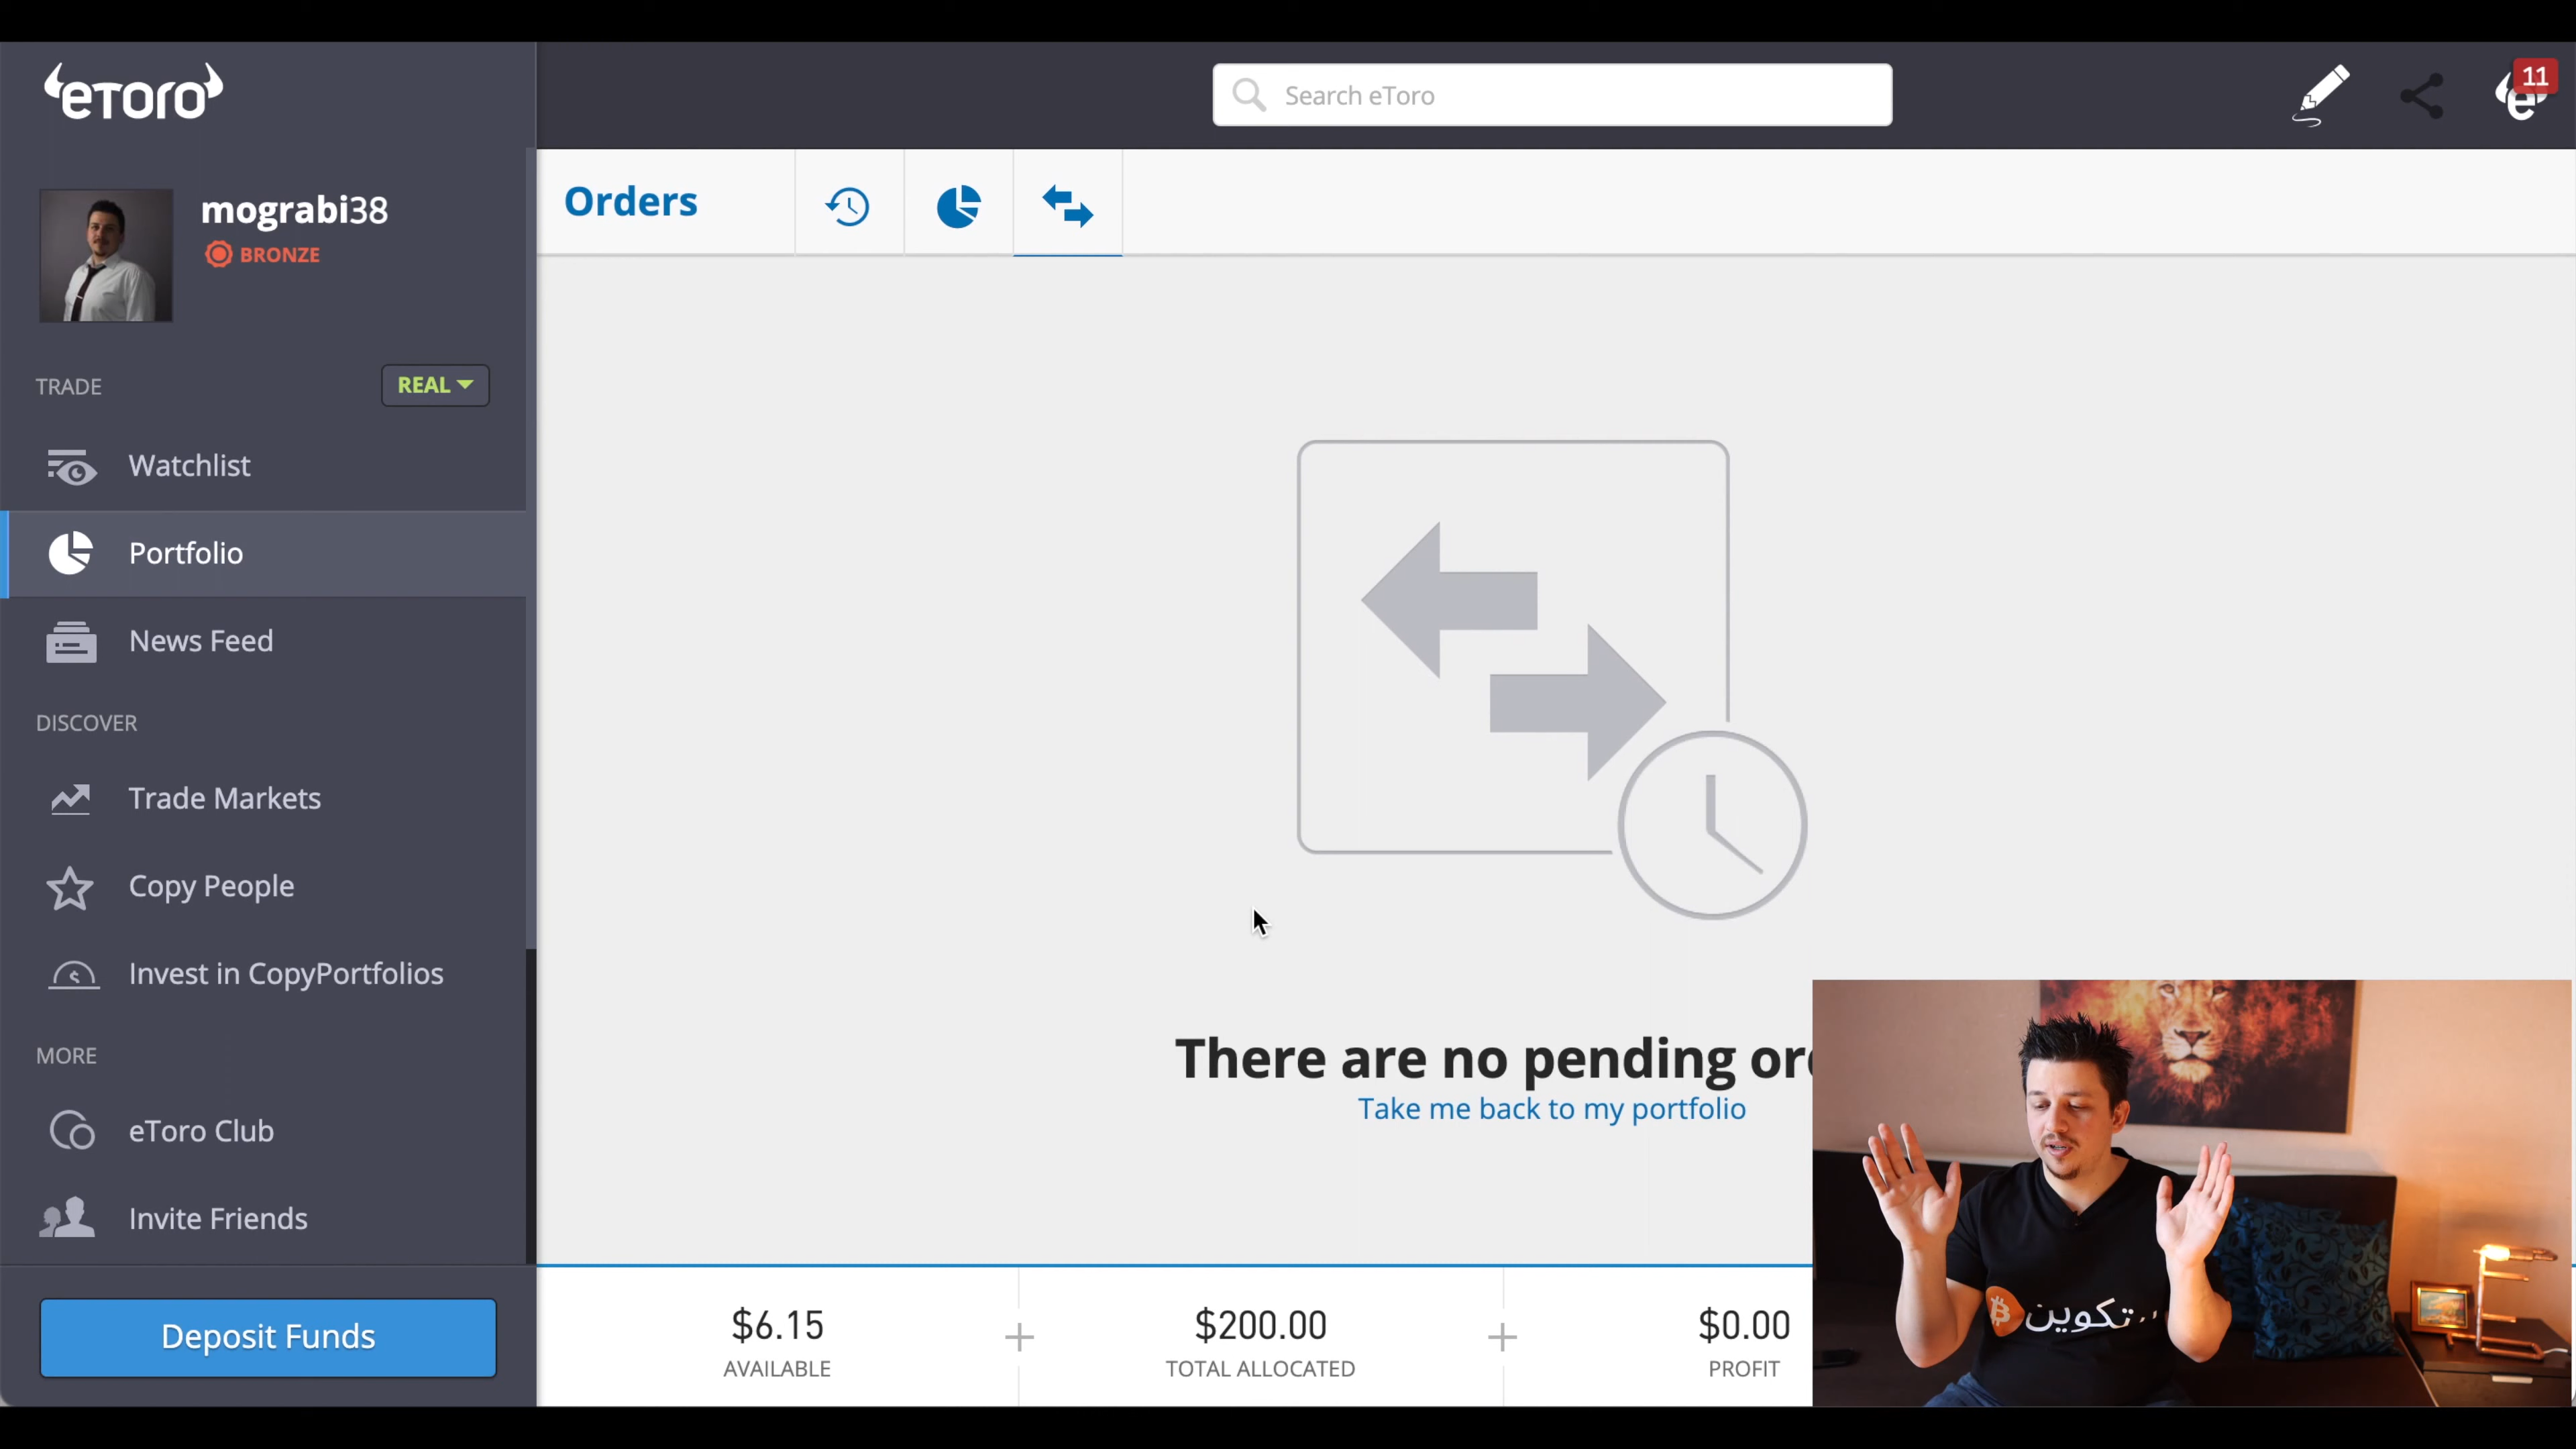 eToro
Search eToro
11
mograbi38
BRONZE
Orders
TRADE
REAL
Watchlist
Portfolio
News Feed
DISCOVER
Trade Markets
Copy People
Invest in CopyPortfolios
MORE
eToro Club
Invite Friends
Deposit Funds
There are no pending
Take me back to my portfolio
$6.15
AVAILABLE
+
$200.00
TOTAL ALLOCATED
+
$0.00
PROFIT